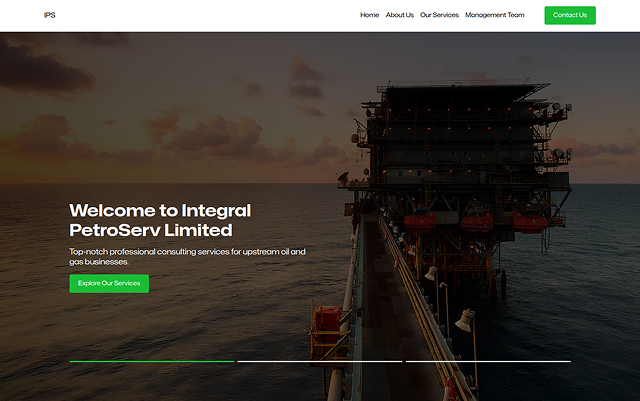 IPS
Home About Us Our Services Management Team Contact Us
Welcome to Integral
PetroServ Limited
Top-notch professional consulting services for upstream oil and
gas businesses.
Explore Our Services